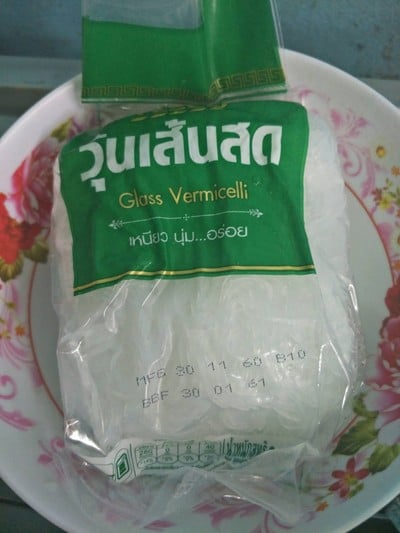 วุ้นเส้นสด
Glass Vermicelli
เหนียว นุ่ม...อร่อย
MFG 30 11 60 B10
BBF 30 01 61